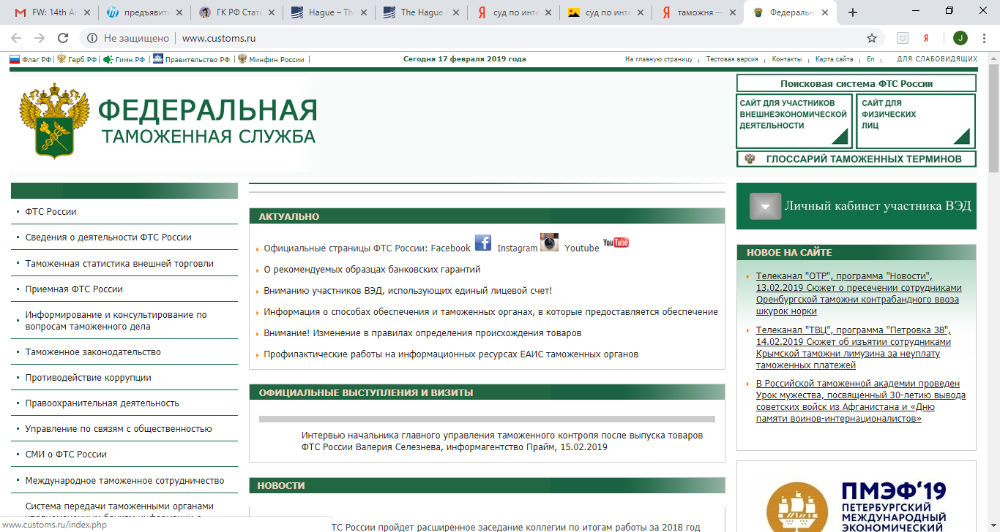 FW: 14th An
предъявить
ГК РФ Стат
Hague – Th
The Hague
суд по инте
суд по инте
таможня —
Федеральн
Не защищено
www.customs.ru
J
Флаг РФ | Герб РФ | Гимн РФ | Правительство РФ | Минфин России |
Сегодня 17 февраля 2019 года
На главную страницу , Тестовая версия , Контакты , Карта сайта , En , ДЛЯ СЛАБОВИДЯЩИХ
ФЕДЕРАЛЬНАЯ
ТАМОЖЕННАЯ СЛУЖБА
Поисковая система ФТС России
САЙТ ДЛЯ УЧАСТНИКОВ
ВНЕШНЕЭКОНОМИЧЕСКОЙ
ДЕЯТЕЛЬНОСТИ
САЙТ ДЛЯ
ФИЗИЧЕСКИХ
ЛИЦ
ГЛОССАРИЙ ТАМОЖЕННЫХ ТЕРМИНОВ
ФТС России
Сведения о деятельности ФТС России
Таможенная статистика внешней торговли
Приемная ФТС России
Информирование и консультирование по
вопросам таможенного дела
Таможенное законодательство
Противодействие коррупции
Правоохранительная деятельность
Управление по связям с общественностью
СМИ о ФТС России
Международное таможенное сотрудничество
Система передачи таможенными органами
www.customs.ru/index.php
АКТУАЛЬНО
Официальные страницы ФТС России: Facebook Instagram Youtube YouTube
О рекомендуемых образцах банковских гарантий
Вниманию участников ВЭД, использующих единый лицевой счет!
Информация о способах обеспечения и таможенных органах, в которые предоставляется обеспечение
Внимание! Изменение в правилах определения происхождения товаров
Профилактические работы на информационных ресурсах ЕАИС таможенных органов
ОФИЦИАЛЬНЫЕ ВЫСТУПЛЕНИЯ И ВИЗИТЫ
Интервью начальника главного управления таможенного контроля после выпуска товаров
ФТС России Валерия Селезнева, информагентство Прайм, 15.02.2019
НОВОСТИ
ТС России пройдет расширенное заседание коллегии по итогам работы за 2018 год
Личный кабинет участника ВЭД
НОВОЕ НА САЙТЕ
Телеканал "ОТР", программа "Новости",
13.02.2019 Сюжет о пресечении сотрудниками
Оренбургской таможни контрабандного ввоза
шкурок норки
Телеканал "ТВЦ", программа "Петровка 38",
14.02.2019 Сюжет об изъятии сотрудниками
Крымской таможни лимузина за неуплату
таможенных платежей
В Российской таможенной академии проведен
Урок мужества, посвященный 30-летию вывода
советских войск из Афганистана и «Дню
памяти воинов-интернационалистов»
ПМЭФ‘19
ПЕТЕРБУРГСКИЙ
МЕЖДУНАРОДНЫЙ
ЭКОНОМИЧЕСКИЙ